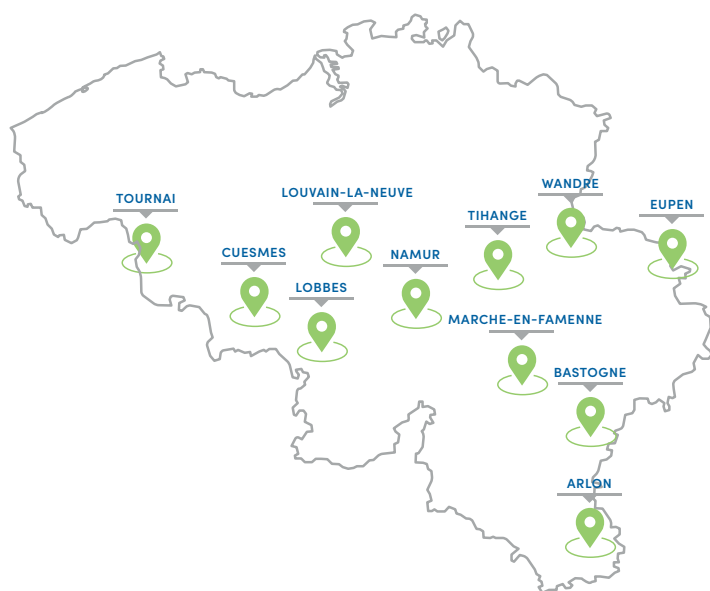 WANDRE
LOUVAIN-LA-NEUVE
TOURNAI
EUPEN
TIHANGE
CUESMES
NAMUR
LOBBES
MARCHE-EN-FAMENNE
BASTOGNE
ARLON